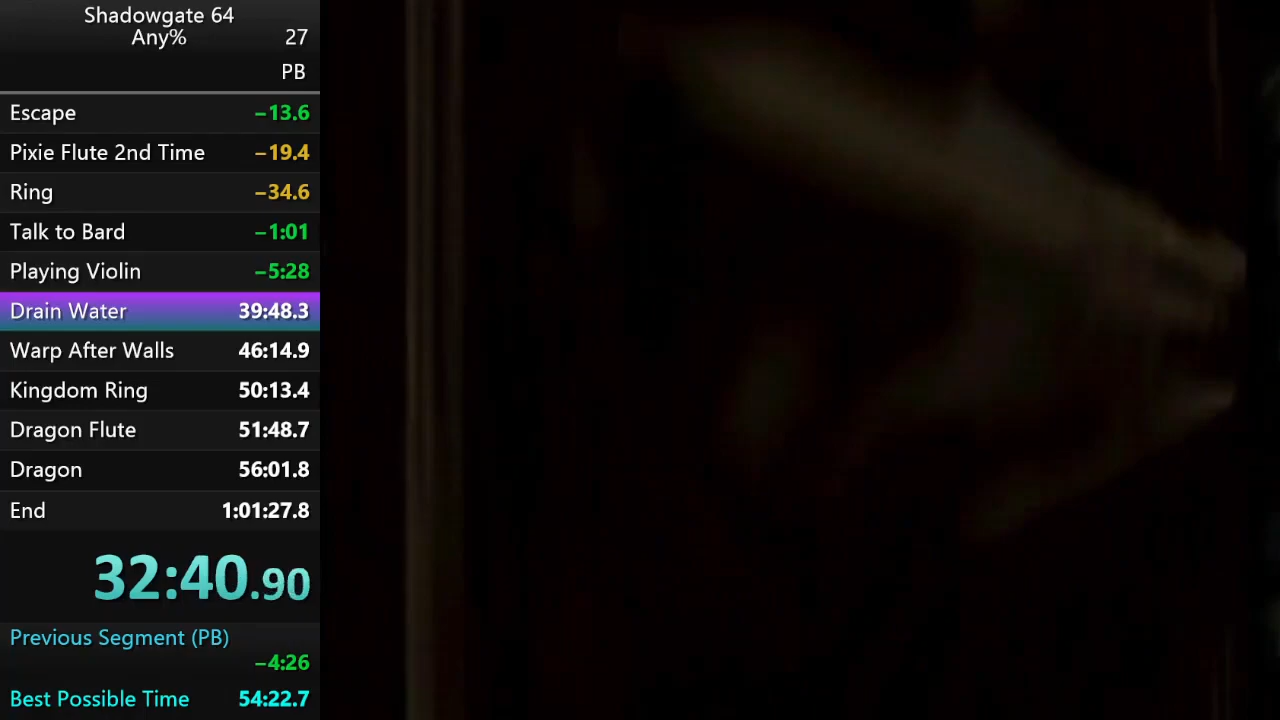 Shadowgate 64
Any% 27
PB
Escape −13.6
Pixie Flute 2nd Time −19.4
Ring −34.6
Talk to Bard −1:01
Playing Violin −5:28
Drain Water 39:48.3
Warp After Walls 46:14.9
Kingdom Ring 50:13.4
Dragon Flute 51:48.7
Dragon 56:01.8
End 1:01:27.8
32:40.90
Previous Segment (PB)
−4:26
Best Possible Time 54:22.7